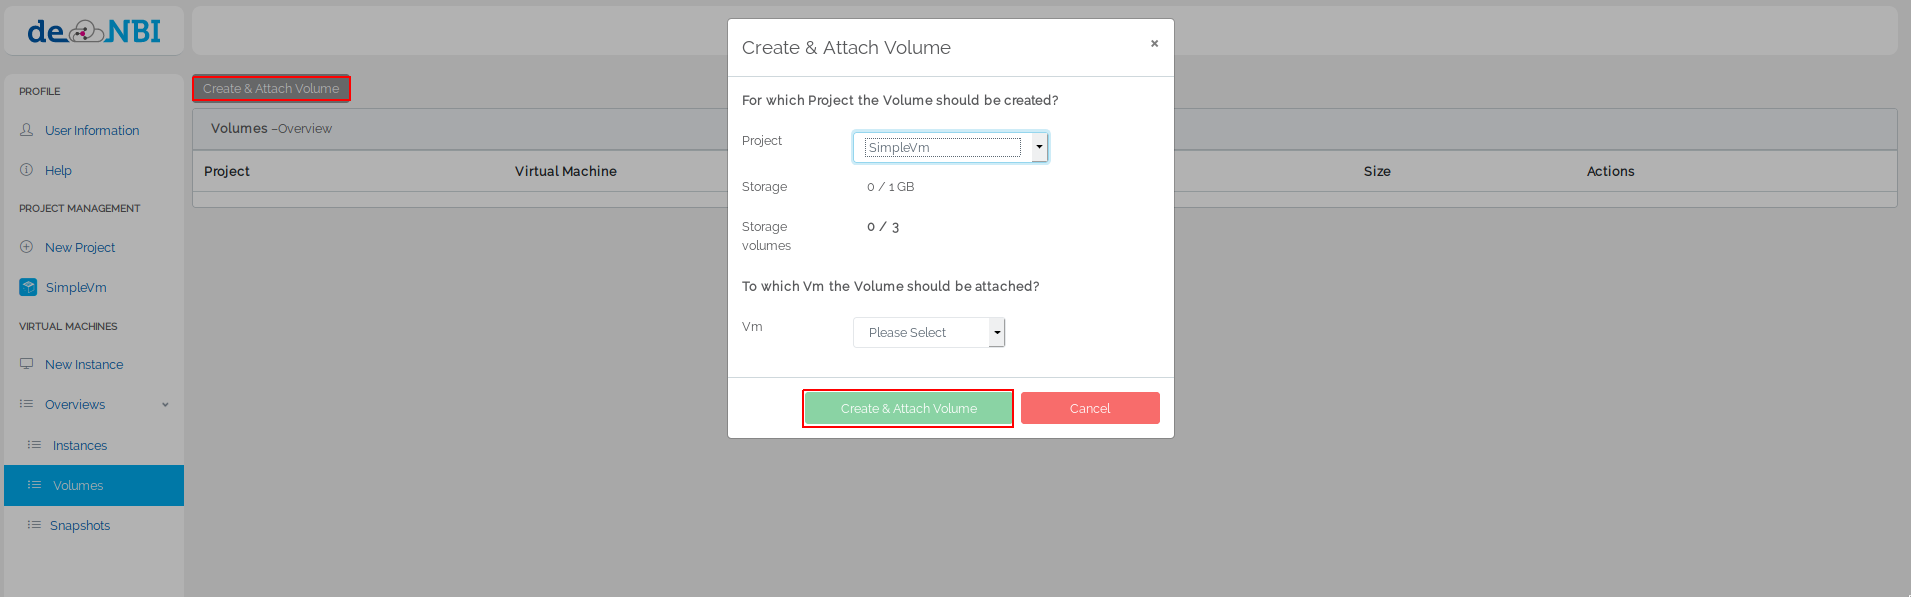 de.NBI
PROFILE
User Information
Help
PROJECT MANAGEMENT
New Project
SimpleVm
VIRTUAL MACHINES
New Instance
Overviews
Instances
Volumes
Snapshots
Create & Attach Volume
Volumes –Overview
Project Virtual Machine Size Actions
Create & Attach Volume ×
For which Project the Volume should be created?
Project SimpleVm
Storage 0 / 1 GB
Storage 0 / 3
volumes
To which Vm the Volume should be attached?
Vm Please Select
Create & Attach Volume Cancel